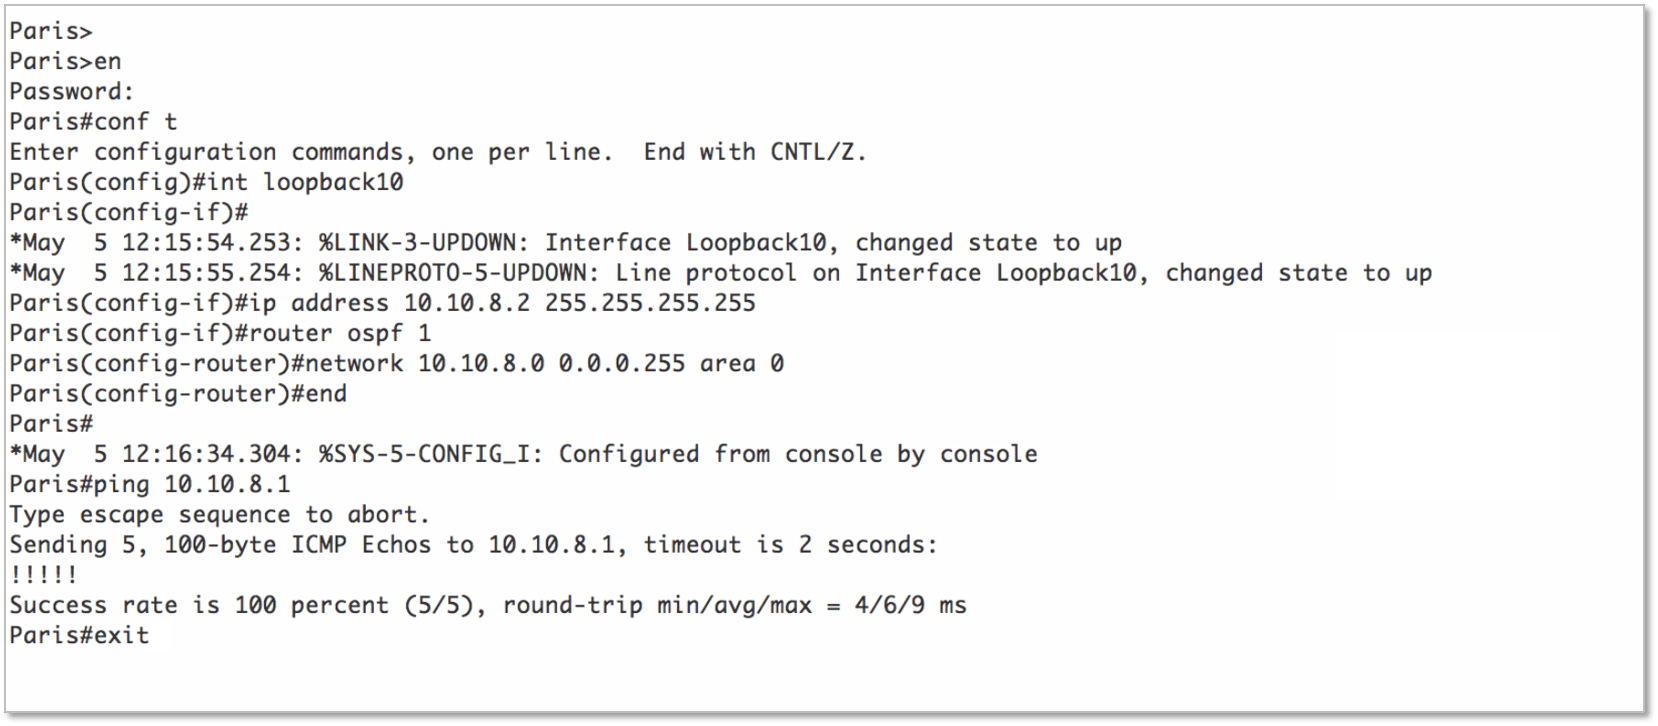 Paris>
Paris>en
Password:
Paris#conf t
Enter configuration commands, one per line.  End with CNTL/Z.
Paris(config)#int loopback10
Paris(config-if)#
*May  5 12:15:54.253: %LINK-3-UPDOWN: Interface Loopback10, changed state to up
*May  5 12:15:55.254: %LINEPROTO-5-UPDOWN: Line protocol on Interface Loopback10, changed state to up
Paris(config-if)#ip address 10.10.8.2 255.255.255.255
Paris(config-if)#router ospf 1
Paris(config-router)#network 10.10.8.0 0.0.0.255 area 0
Paris(config-router)#end
Paris#
*May  5 12:16:34.304: %SYS-5-CONFIG_I: Configured from console by console
Paris#ping 10.10.8.1
Type escape sequence to abort.
Sending 5, 100-byte ICMP Echos to 10.10.8.1, timeout is 2 seconds:
!!!!!
Success rate is 100 percent (5/5), round-trip min/avg/max = 4/6/9 ms
Paris#exit